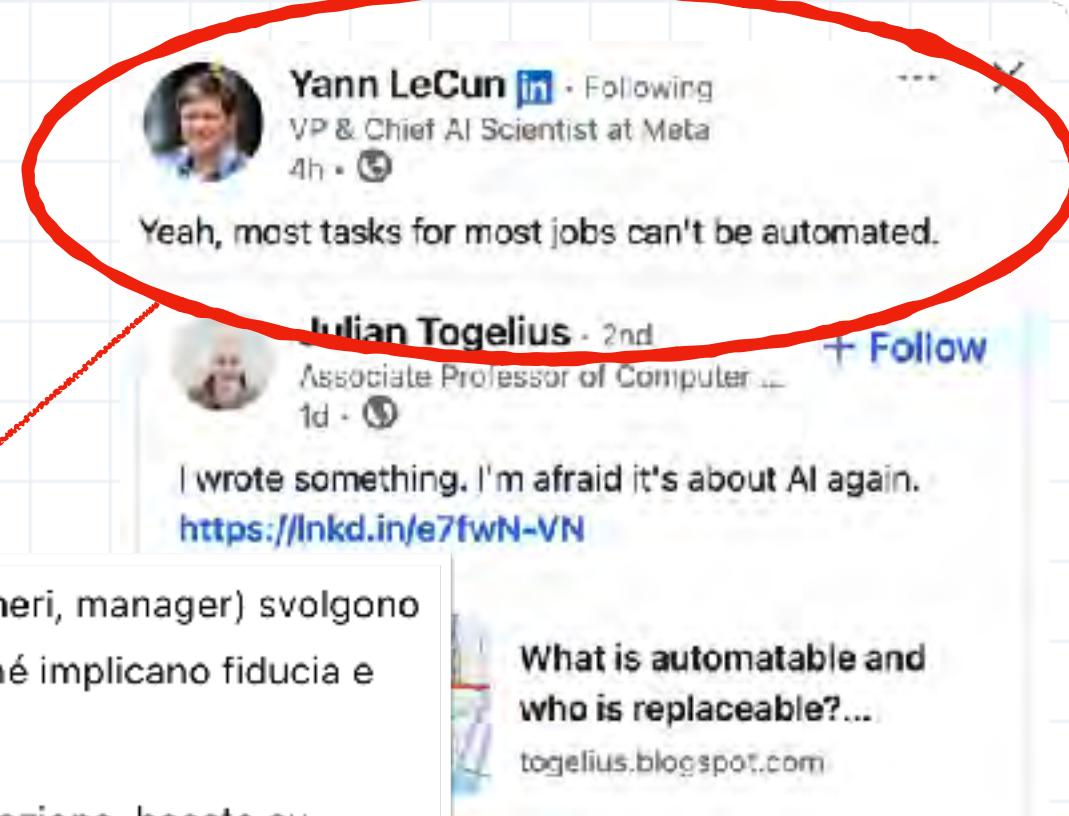 Yann LeCun in · Following
VP & Chief AI Scientist at Meta
4h ·
Yeah, most tasks for most jobs can't be automated.
Julian Togelius · 2nd
+ Follow
Associate Professor of Computer ...
1d ·
I wrote something. I'm afraid it's about AI again.
https://lnkd.in/e7fwN-VN
manager) svolgono
implicano fiducia e
What is automatable and
who is replaceable?...
togelius.blogspot.com